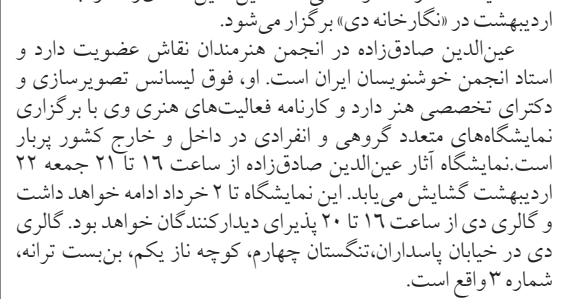 اردیبهشت در «نگارخانه دی» برگزار می‌شود.
عین‌الدین صادق‌زاده در انجمن هنرمندان نقاش عضویت دارد و
استاد انجمن خوشنویسان ایران است. او، فوق لیسانس تصویرسازی و
دکترای تخصصی هنر دارد و کارنامه فعالیت‌های هنری وی با برگزاری
نمایشگاه‌های متعدد گروهی و انفرادی در داخل و خارج کشور پربار
است.نمایشگاه آثار عین‌الدین صادق‌زاده از ساعت ۱۶ تا ۲۱ جمعه ۲۲
اردیبهشت گشایش می‌یابد. این نمایشگاه تا ۲ خرداد ادامه خواهد داشت
و گالری دی از ساعت ۱۶ تا ۲۰ پذیرای دیدارکنندگان خواهد بود. گالری
دی در خیابان پاسداران،تنگستان چهارم، کوچه ناز یکم، بن‌بست ترانه،
شماره ۳ واقع است.